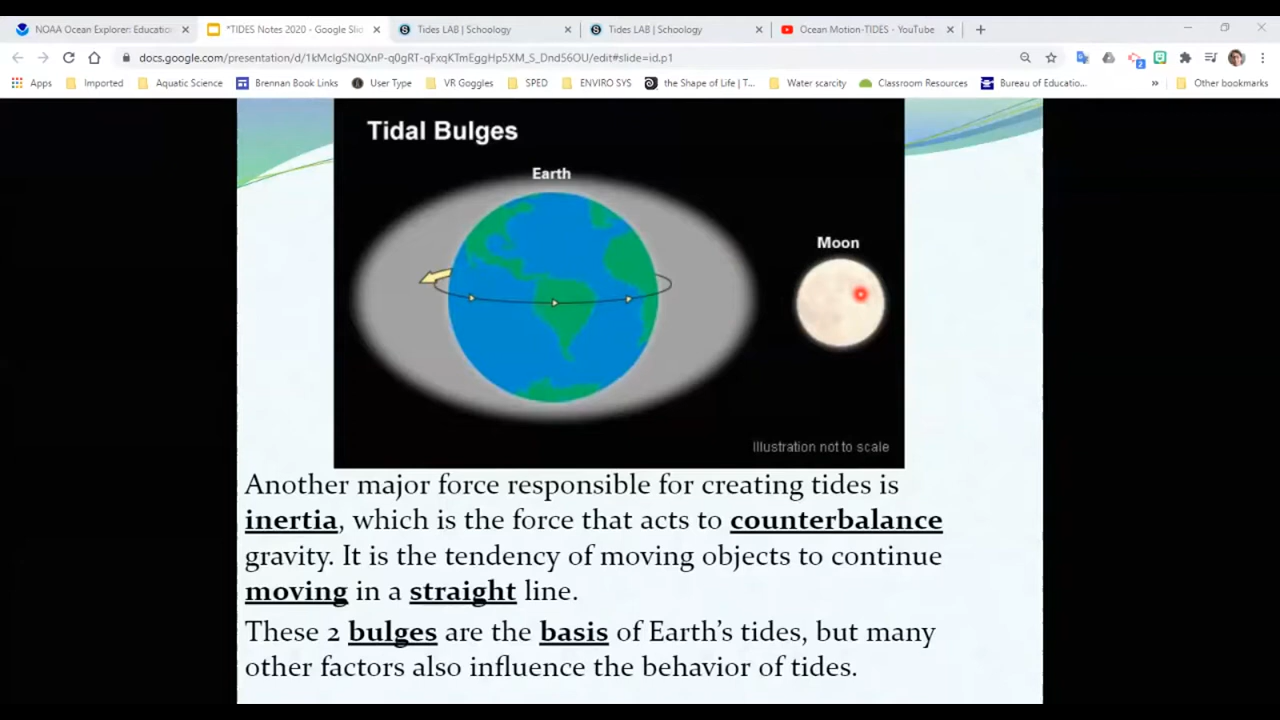 NOAA Ocean Explorer: Education
*TIDES Notes 2020 - Google Slid
Tides LAB | Schoology
Tides LAB | Schoology
Ocean Motion-TIDES - YouTube
docs.google.com/presentation/d/1kMclgSNQXnP-q0gRT-qFxqKTmEggHp5XM_S_Dnd56OU/edit#slide=id.p1
Apps Imported Aquatic Science Brennan Book Links User Type VR Goggles SPED ENVIRO SYS the Shape of Life | T... Water scarcity Classroom Resources Bureau of Educatio... » Other bookmarks
Tidal Bulges
Earth
Moon
Illustration not to scale
Another major force responsible for creating tides is
inertia, which is the force that acts to counterbalance
gravity. It is the tendency of moving objects to continue
moving in a straight line.
These 2 bulges are the basis of Earth's tides, but many
other factors also influence the behavior of tides.